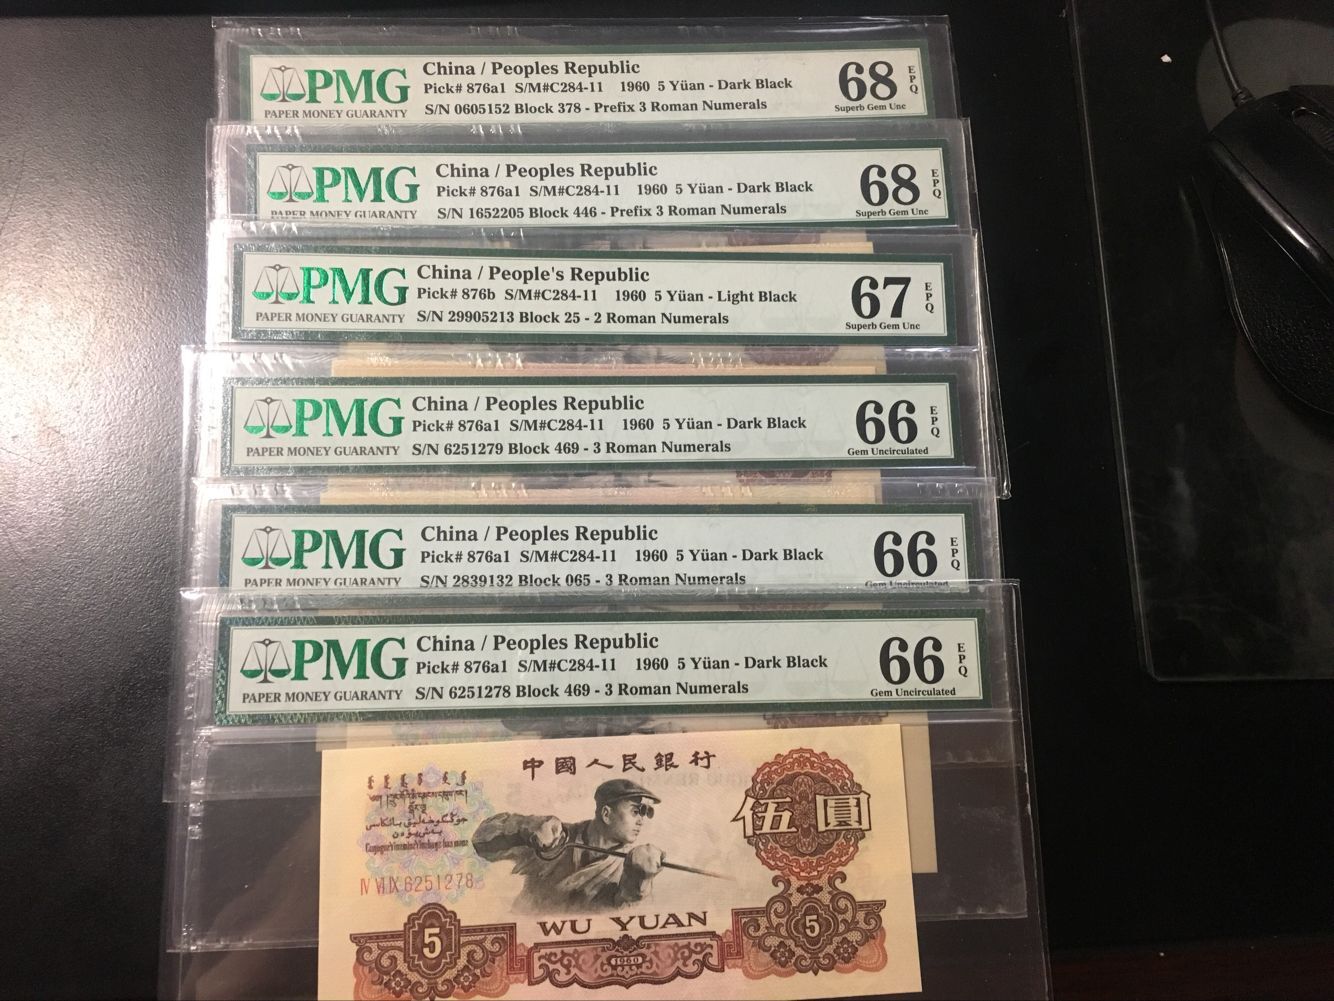 PMG
PAPER MONEY GUARANTY
China / Peoples Republic
Pick# 876a1 S/M#C284-11 1960 5 Yüan - Dark Black
S/N 0605152 Block 378 - Prefix 3 Roman Numerals
68
EPQ
Superb Gem Unc
PMG
PAPER MONEY GUARANTY
China / Peoples Republic
Pick# 876a1 S/M#C284-11 1960 5 Yüan - Dark Black
S/N 1652205 Block 446 - Prefix 3 Roman Numerals
68
EPQ
Superb Gem Unc
PMG
PAPER MONEY GUARANTY
China / People's Republic
Pick# 876b S/M#C284-11 1960 5 Yüan - Light Black
S/N 29905213 Block 25 - 2 Roman Numerals
67
EPQ
Superb Gem Unc
PMG
PAPER MONEY GUARANTY
China / Peoples Republic
Pick# 876a1 S/M#C284-11 1960 5 Yüan - Dark Black
S/N 6251279 Block 469 - 3 Roman Numerals
66
EPQ
Gem Uncirculated
PMG
PAPER MONEY GUARANTY
China / Peoples Republic
Pick# 876a1 S/M#C284-11 1960 5 Yüan - Dark Black
S/N 2839132 Block 065 - 3 Roman Numerals
66
EPQ
Gem Uncirculated
PMG
PAPER MONEY GUARANTY
China / Peoples Republic
Pick# 876a1 S/M#C284-11 1960 5 Yüan - Dark Black
S/N 6251278 Block 469 - 3 Roman Numerals
66
EPQ
Gem Uncirculated
中國人民銀行
伍圓
IV VI IX 6251278
WU YUAN
5
1960
5